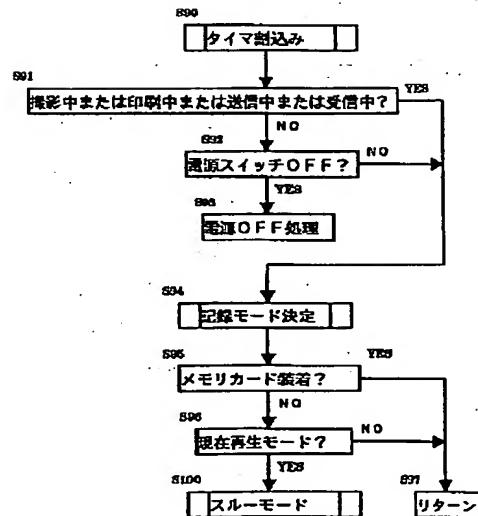 S90
タイマ割込み
S91
撮影中または印刷中または送信中または受信中?
YES
NO
S92
電源スイッチOFF?
NO
YES
S93
電源OFF処理
S94
記録モード決定
S95
メモリカード装着?
YES
NO
S96
現在再生モード?
NO
YES
S100
スルーモード
S97
リターン